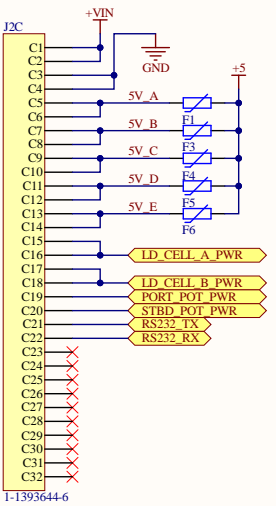 +VIN
J2C
C1
C2
C3
C4
GND
+5
C5 5V_A
C6 F1
C7 5V_B
C8 F3
C9 5V_C
C10 F4
C11 5V_D
C12 F5
C13 5V_E
C14 F6
C15
C16 LD_CELL_A_PWR
C17
C18 LD_CELL_B_PWR
C19 PORT_POT_PWR
C20 STBD_POT_PWR
C21 RS232_TX
C22 RS232_RX
C23
C24
C25
C26
C27
C28
C29
C30
C31
C32
1-1393644-6